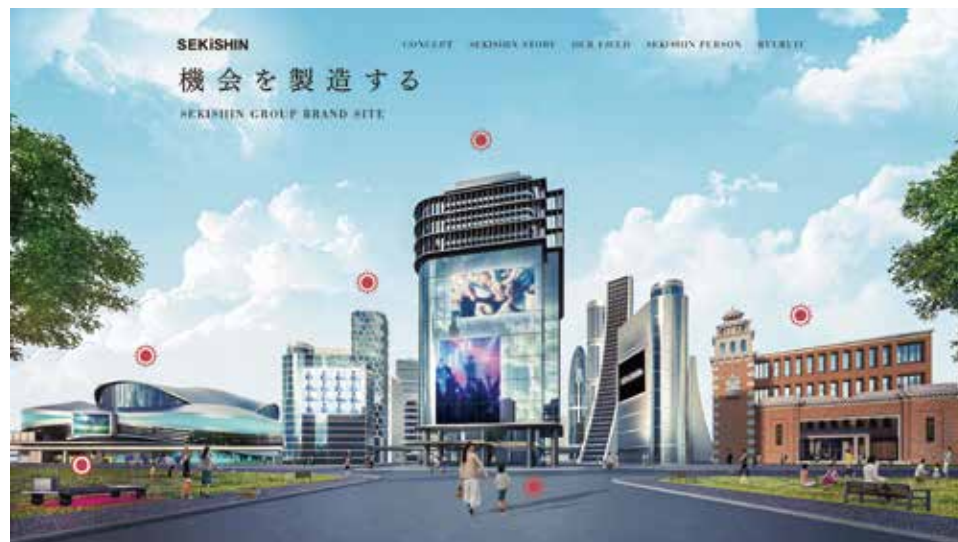 SEKiSHIN
CONCEPT SEKISHIN STORY OUR FIELD SEKISHIN PERSON RECRUIT
機会を製造する
SEKISHIN GROUP BRAND SITE